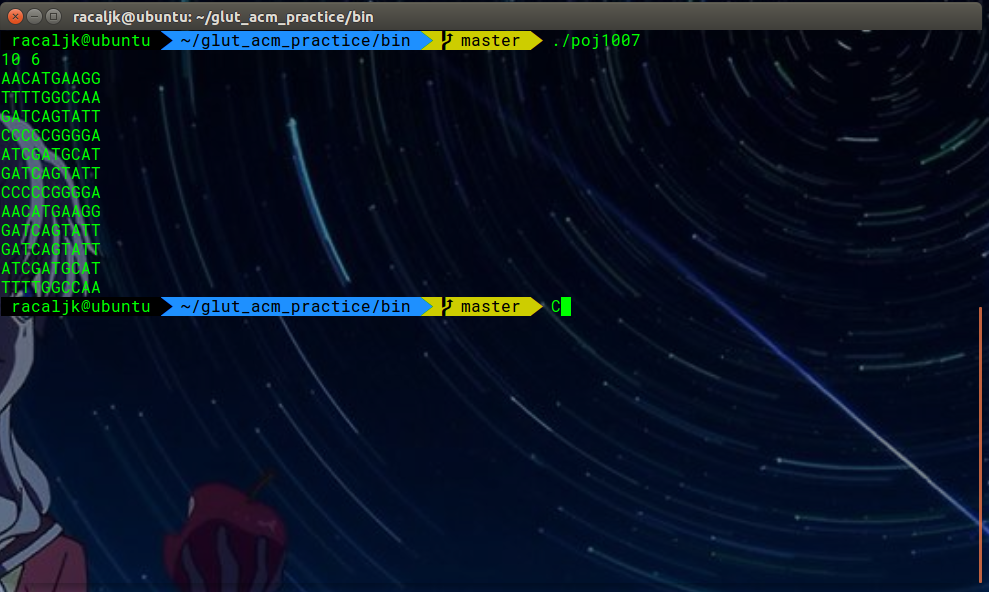 racaljk@ubuntu: ~/glut_acm_practice/bin
racaljk@ubuntu ~/glut_acm_practice/bin master ./poj1007
10 6
AACATGAAGG
TTTTGGCCAA
GATCAGTATT
CCCCCGGGGA
ATCGATGCAT
GATCAGTATT
CCCCCGGGGA
AACATGAAGG
GATCAGTATT
GATCAGTATT
ATCGATGCAT
TTTTGGCCAA
racaljk@ubuntu ~/glut_acm_practice/bin master C